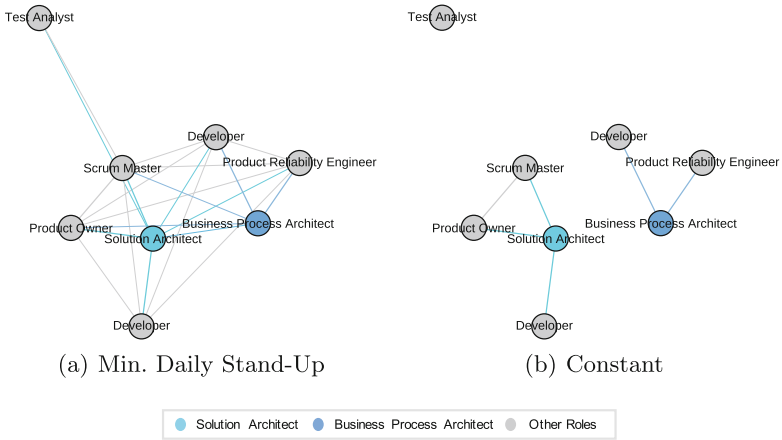 Test Analyst
Developer
Product Reliability Engineer
Scrum Master
Product Owner
Solution Architect
Business Process Architect
Developer
(a) Min. Daily Stand-Up
Test Analyst
Developer
Product Reliability Engineer
Scrum Master
Product Owner
Solution Architect
Business Process Architect
Developer
(b) Constant
Solution Architect
Business Process Architect
Other Roles